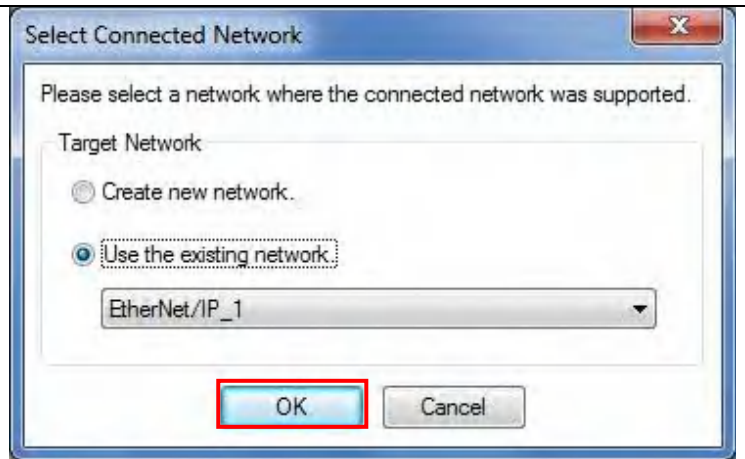 Select Connected Network
Please select a network where the connected network was supported.
Target Network
Create new network.
Use the existing network.
EtherNet/IP_1
OK
Cancel